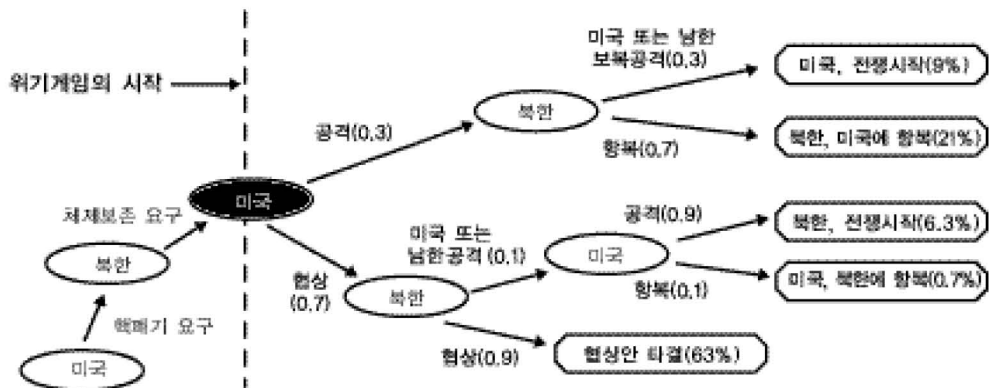 위기게임의 시작
미국 또는 남한
보복공격(0.3)
미국, 전쟁시작(9%)
북한
공격(0.3)
항복(0.7)
북한, 미국에 항복(21%)
미국
체제보존 요구
북한
핵폐기 요구
미국
협상
(0.7)
미국 또는
남한공격(0.1)
북한
미국
공격(0.9)
북한, 전쟁시작(6.3%)
항복(0.1)
미국, 북한에 항복(0.7%)
협상(0.9)
협상안 타결(63%)